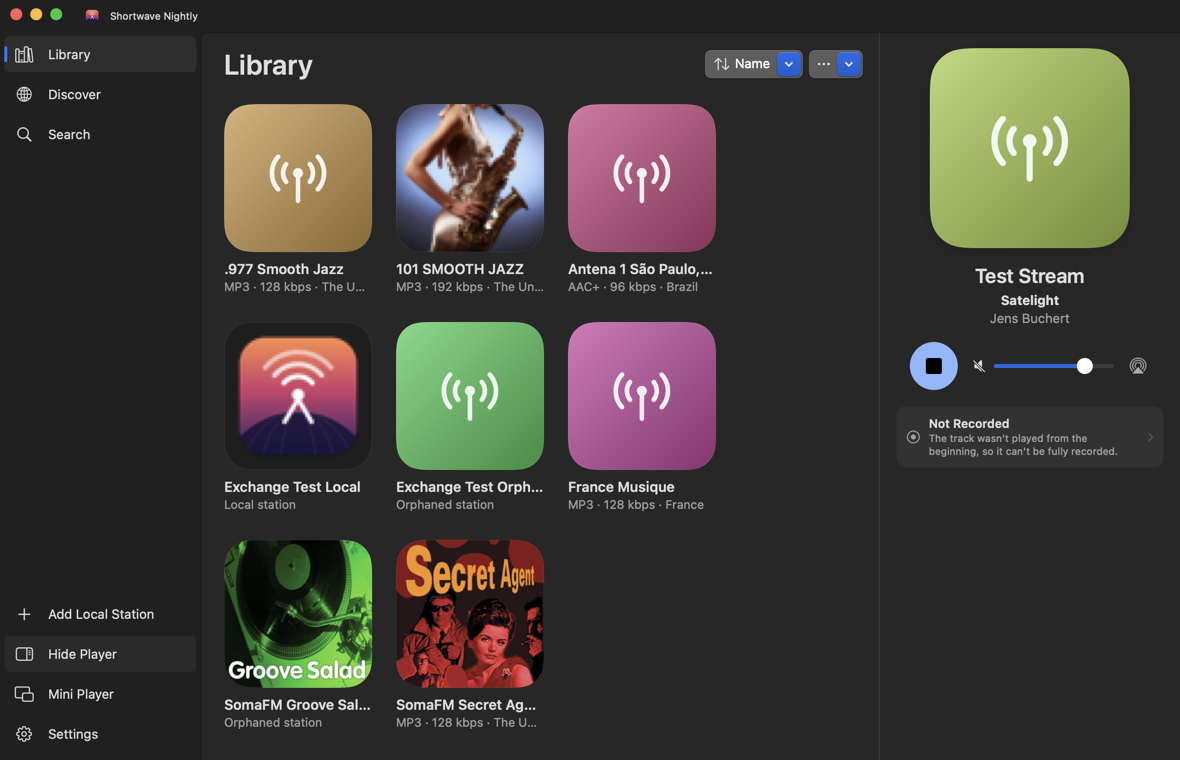 Shortwave Nightly
Library
Discover
Search
Add Local Station
Hide Player
Mini Player
Settings
Library
Name
.977 Smooth Jazz
MP3 · 128 kbps · The U...
101 SMOOTH JAZZ
MP3 · 192 kbps · The Un...
Antena 1 São Paulo,...
AAC+ · 96 kbps · Brazil
Exchange Test Local
Local station
Exchange Test Orph...
Orphaned station
France Musique
MP3 · 128 kbps · France
Groove Salad
SomaFM Groove Sal...
Orphaned station
Secret Agent
SomaFM Secret Ag...
MP3 · 128 kbps · The U...
Test Stream
Satelight
Jens Buchert
Not Recorded
The track wasn't played from the
beginning, so it can't be fully recorded.